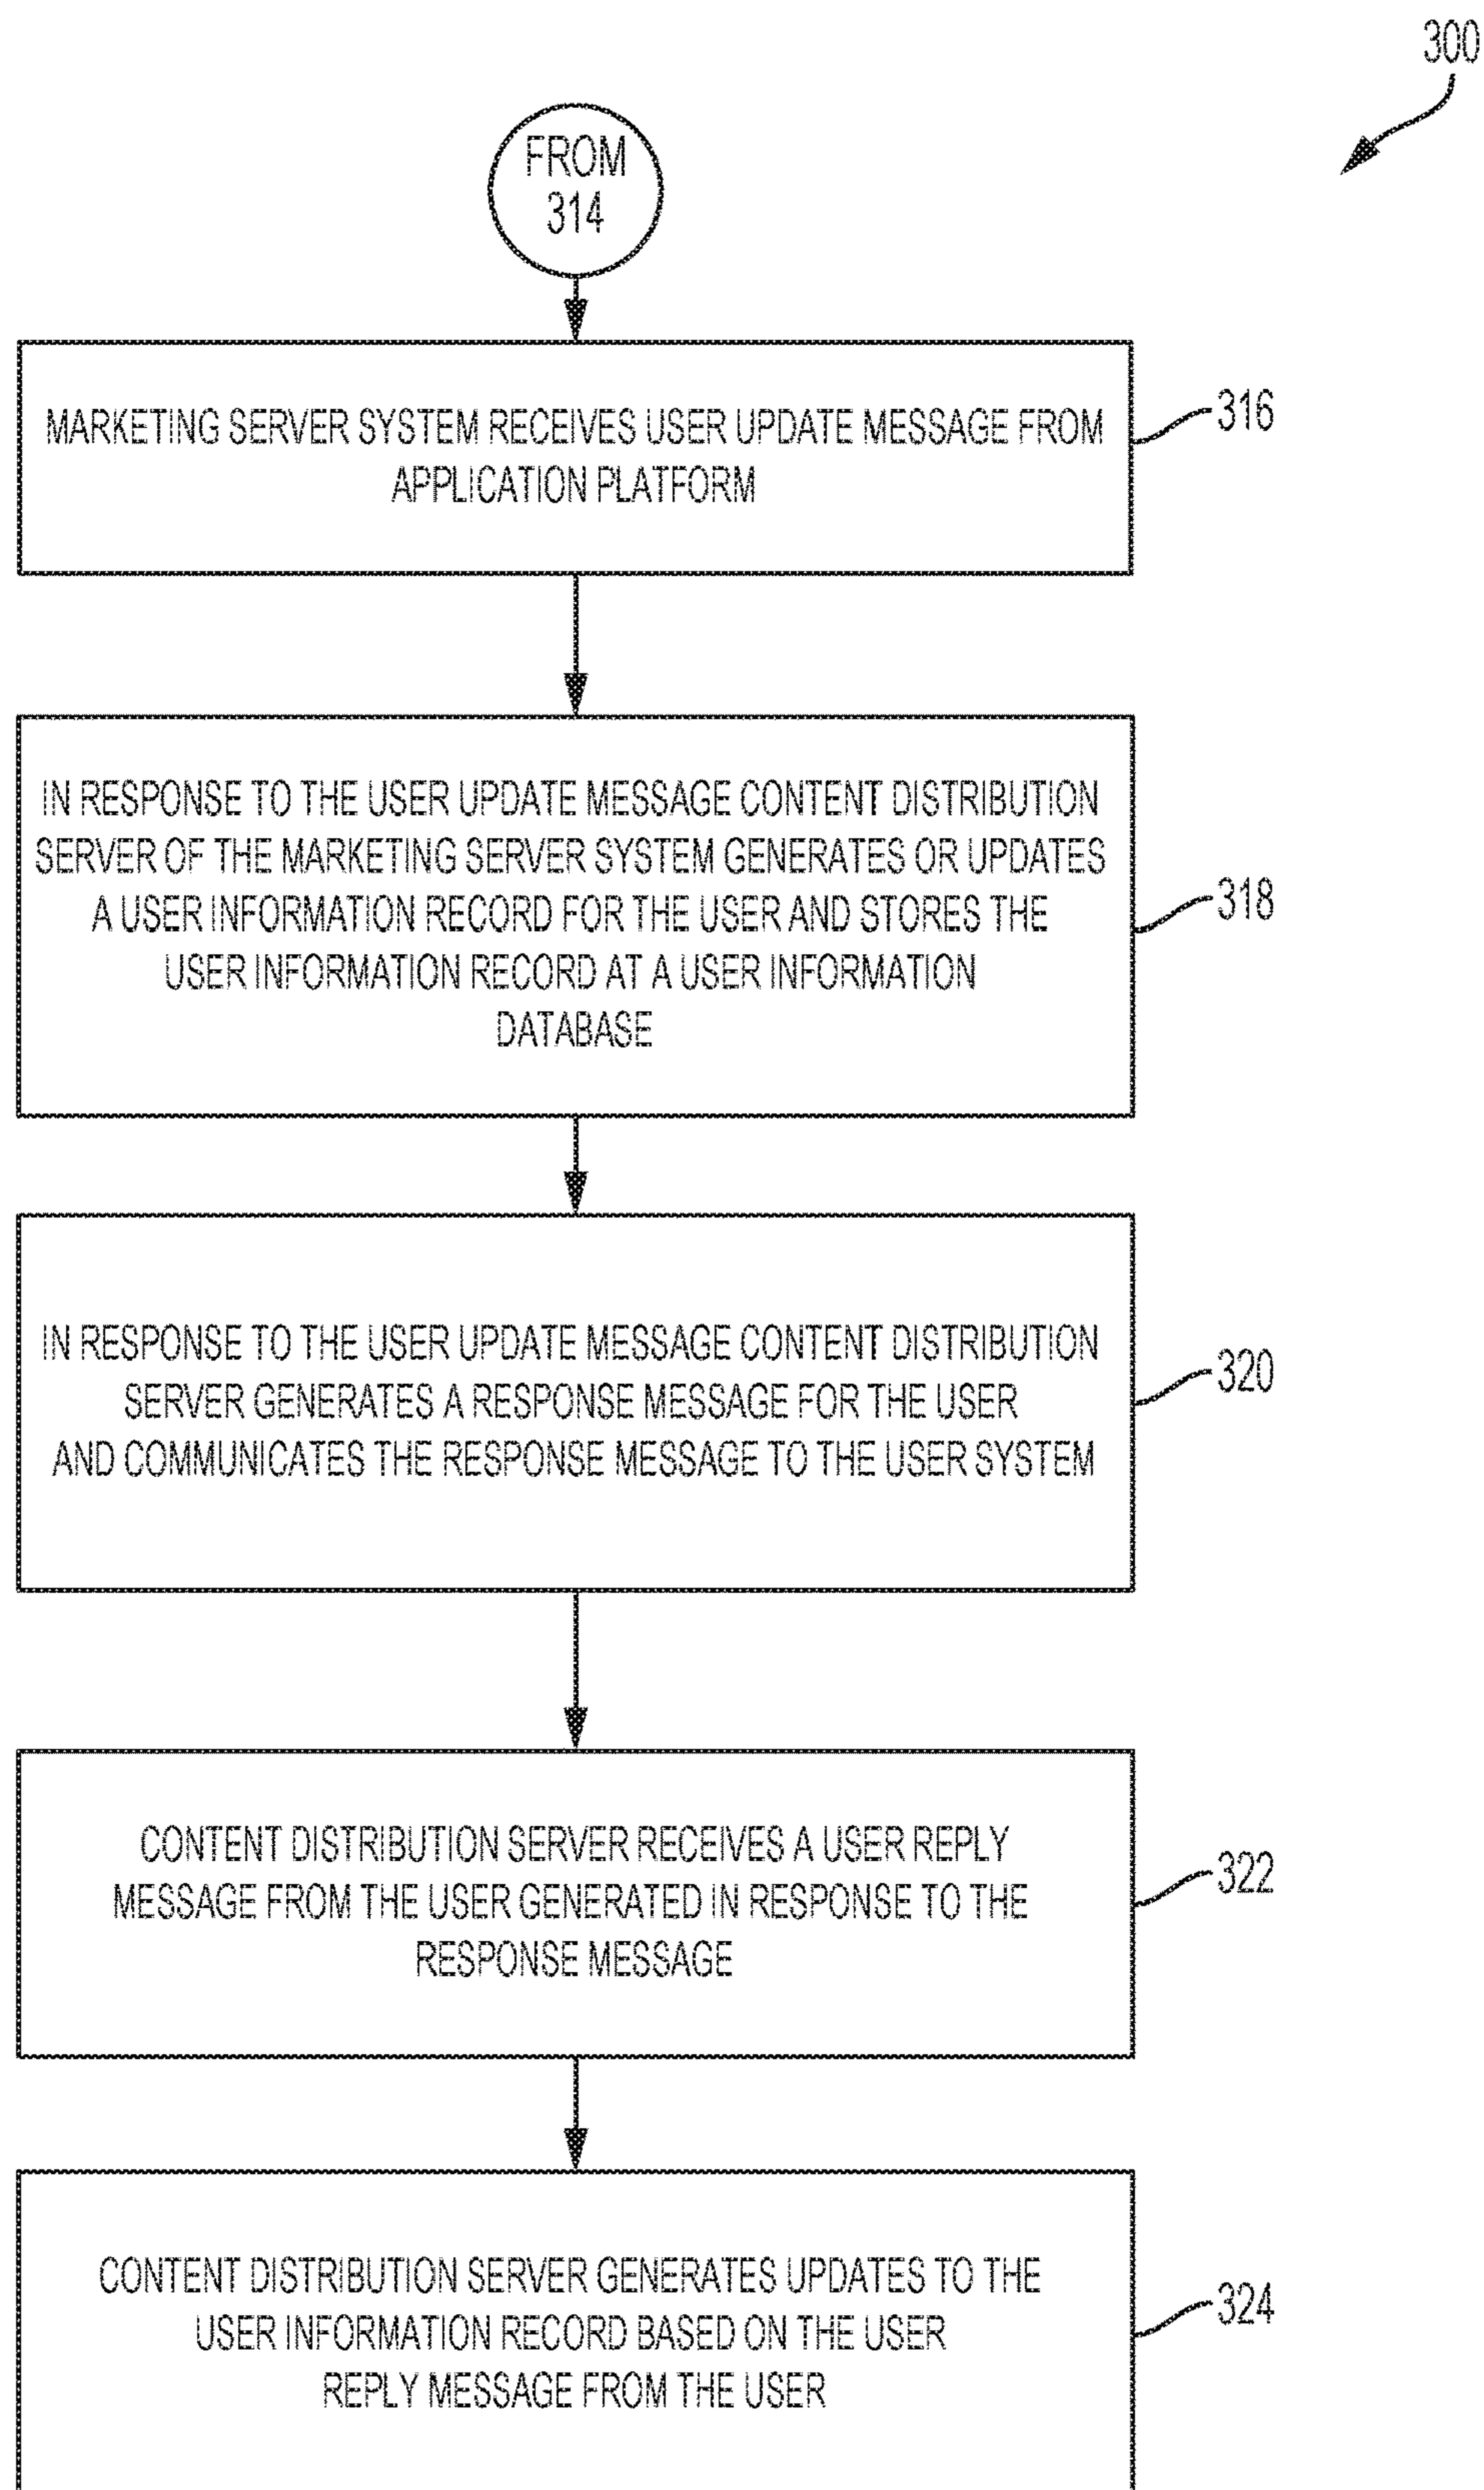 300
FROM
314
MARKETING SERVER SYSTEM RECEIVES USER UPDATE MESSAGE FROM
APPLICATION PLATFORM
316
IN RESPONSE TO THE USER UPDATE MESSAGE CONTENT DISTRIBUTION
SERVER OF THE MARKETING SERVER SYSTEM GENERATES OR UPDATES
A USER INFORMATION RECORD FOR THE USER AND STORES THE
USER INFORMATION RECORD AT A USER INFORMATION
DATABASE
318
IN RESPONSE TO THE USER UPDATE MESSAGE CONTENT DISTRIBUTION
SERVER GENERATES A RESPONSE MESSAGE FOR THE USER
AND COMMUNICATES THE RESPONSE MESSAGE TO THE USER SYSTEM
320
CONTENT DISTRIBUTION SERVER RECEIVES A USER REPLY
MESSAGE FROM THE USER GENERATED IN RESPONSE TO THE
RESPONSE MESSAGE
322
CONTENT DISTRIBUTION SERVER GENERATES UPDATES TO THE
USER INFORMATION RECORD BASED ON THE USER
REPLY MESSAGE FROM THE USER
324